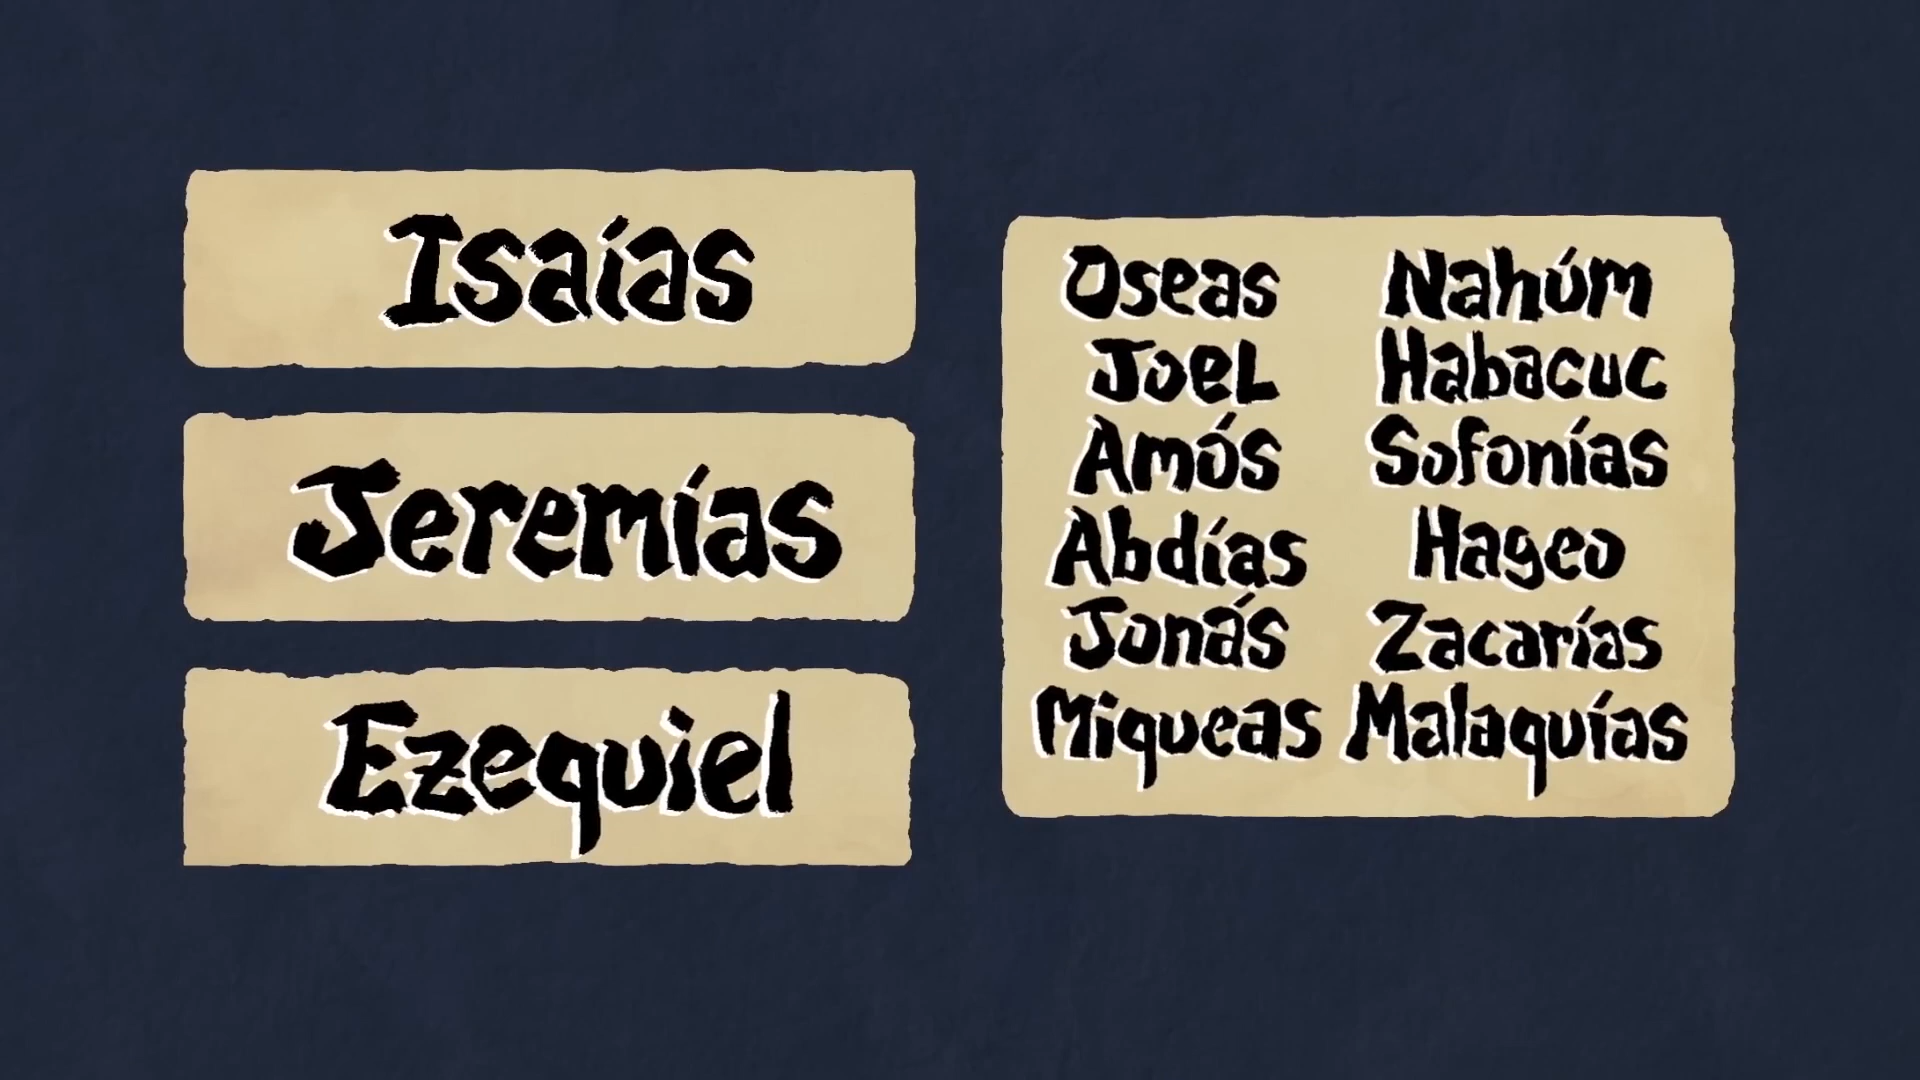 Isaías
Jeremías
Ezequiel
Oseas
Joel
Amós
Abdías
Jonás
Miqueas
Nahúm
Habacuc
Sofonías
Hageo
Zacarías
Malaquías